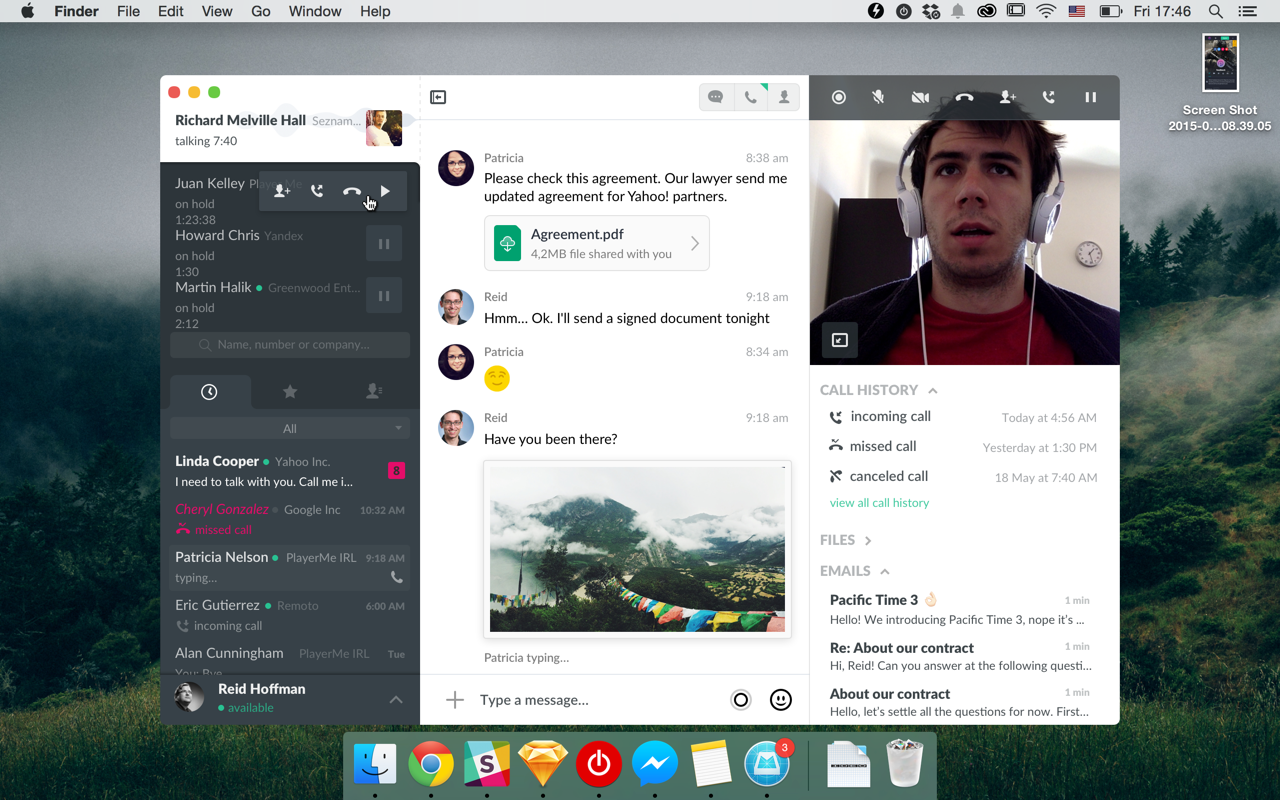 Finder File Edit View Go Window Help
Fri 17:46
Screen Shot
2015-0...08.39.05
Richard Melville Hall Seznam...
talking 7:40
Juan Kelley PlayerMe
on hold
1:23:38
Howard Chris Yandex
on hold
1:30
Martin Halik Greenwood Ent...
on hold
2:12
Name, number or company...
All
Linda Cooper Yahoo Inc.
I need to talk with you. Call me i...
8
Cheryl Gonzalez Google Inc 10:32 AM
missed call
Patricia Nelson PlayerMe IRL 9:18 AM
typing...
Eric Gutierrez Remoto 6:00 AM
incoming call
Alan Cunningham PlayerMe IRL Tue
You: Bye
Reid Hoffman
available
Patricia 8:38 am
Please check this agreement. Our lawyer send me
updated agreement for Yahoo! partners.
Agreement.pdf
4,2MB file shared with you
Reid 9:18 am
Hmm... Ok. I'll send a signed document tonight
Patricia 8:34 am
Reid 9:18 am
Have you been there?
Patricia typing...
Type a message...
CALL HISTORY
incoming call Today at 4:56 AM
missed call Yesterday at 1:30 PM
canceled call 18 May at 7:40 AM
view all call history
FILES
EMAILS
Pacific Time 3 👌🏻 1 min
Hello! We introducing Pacific Time 3, nope it's ...
Re: About our contract 1 min
Hi, Reid! Can you answer at the following questi...
About our contract 1 min
Hello, let's settle all the questions for now. First...
S
3